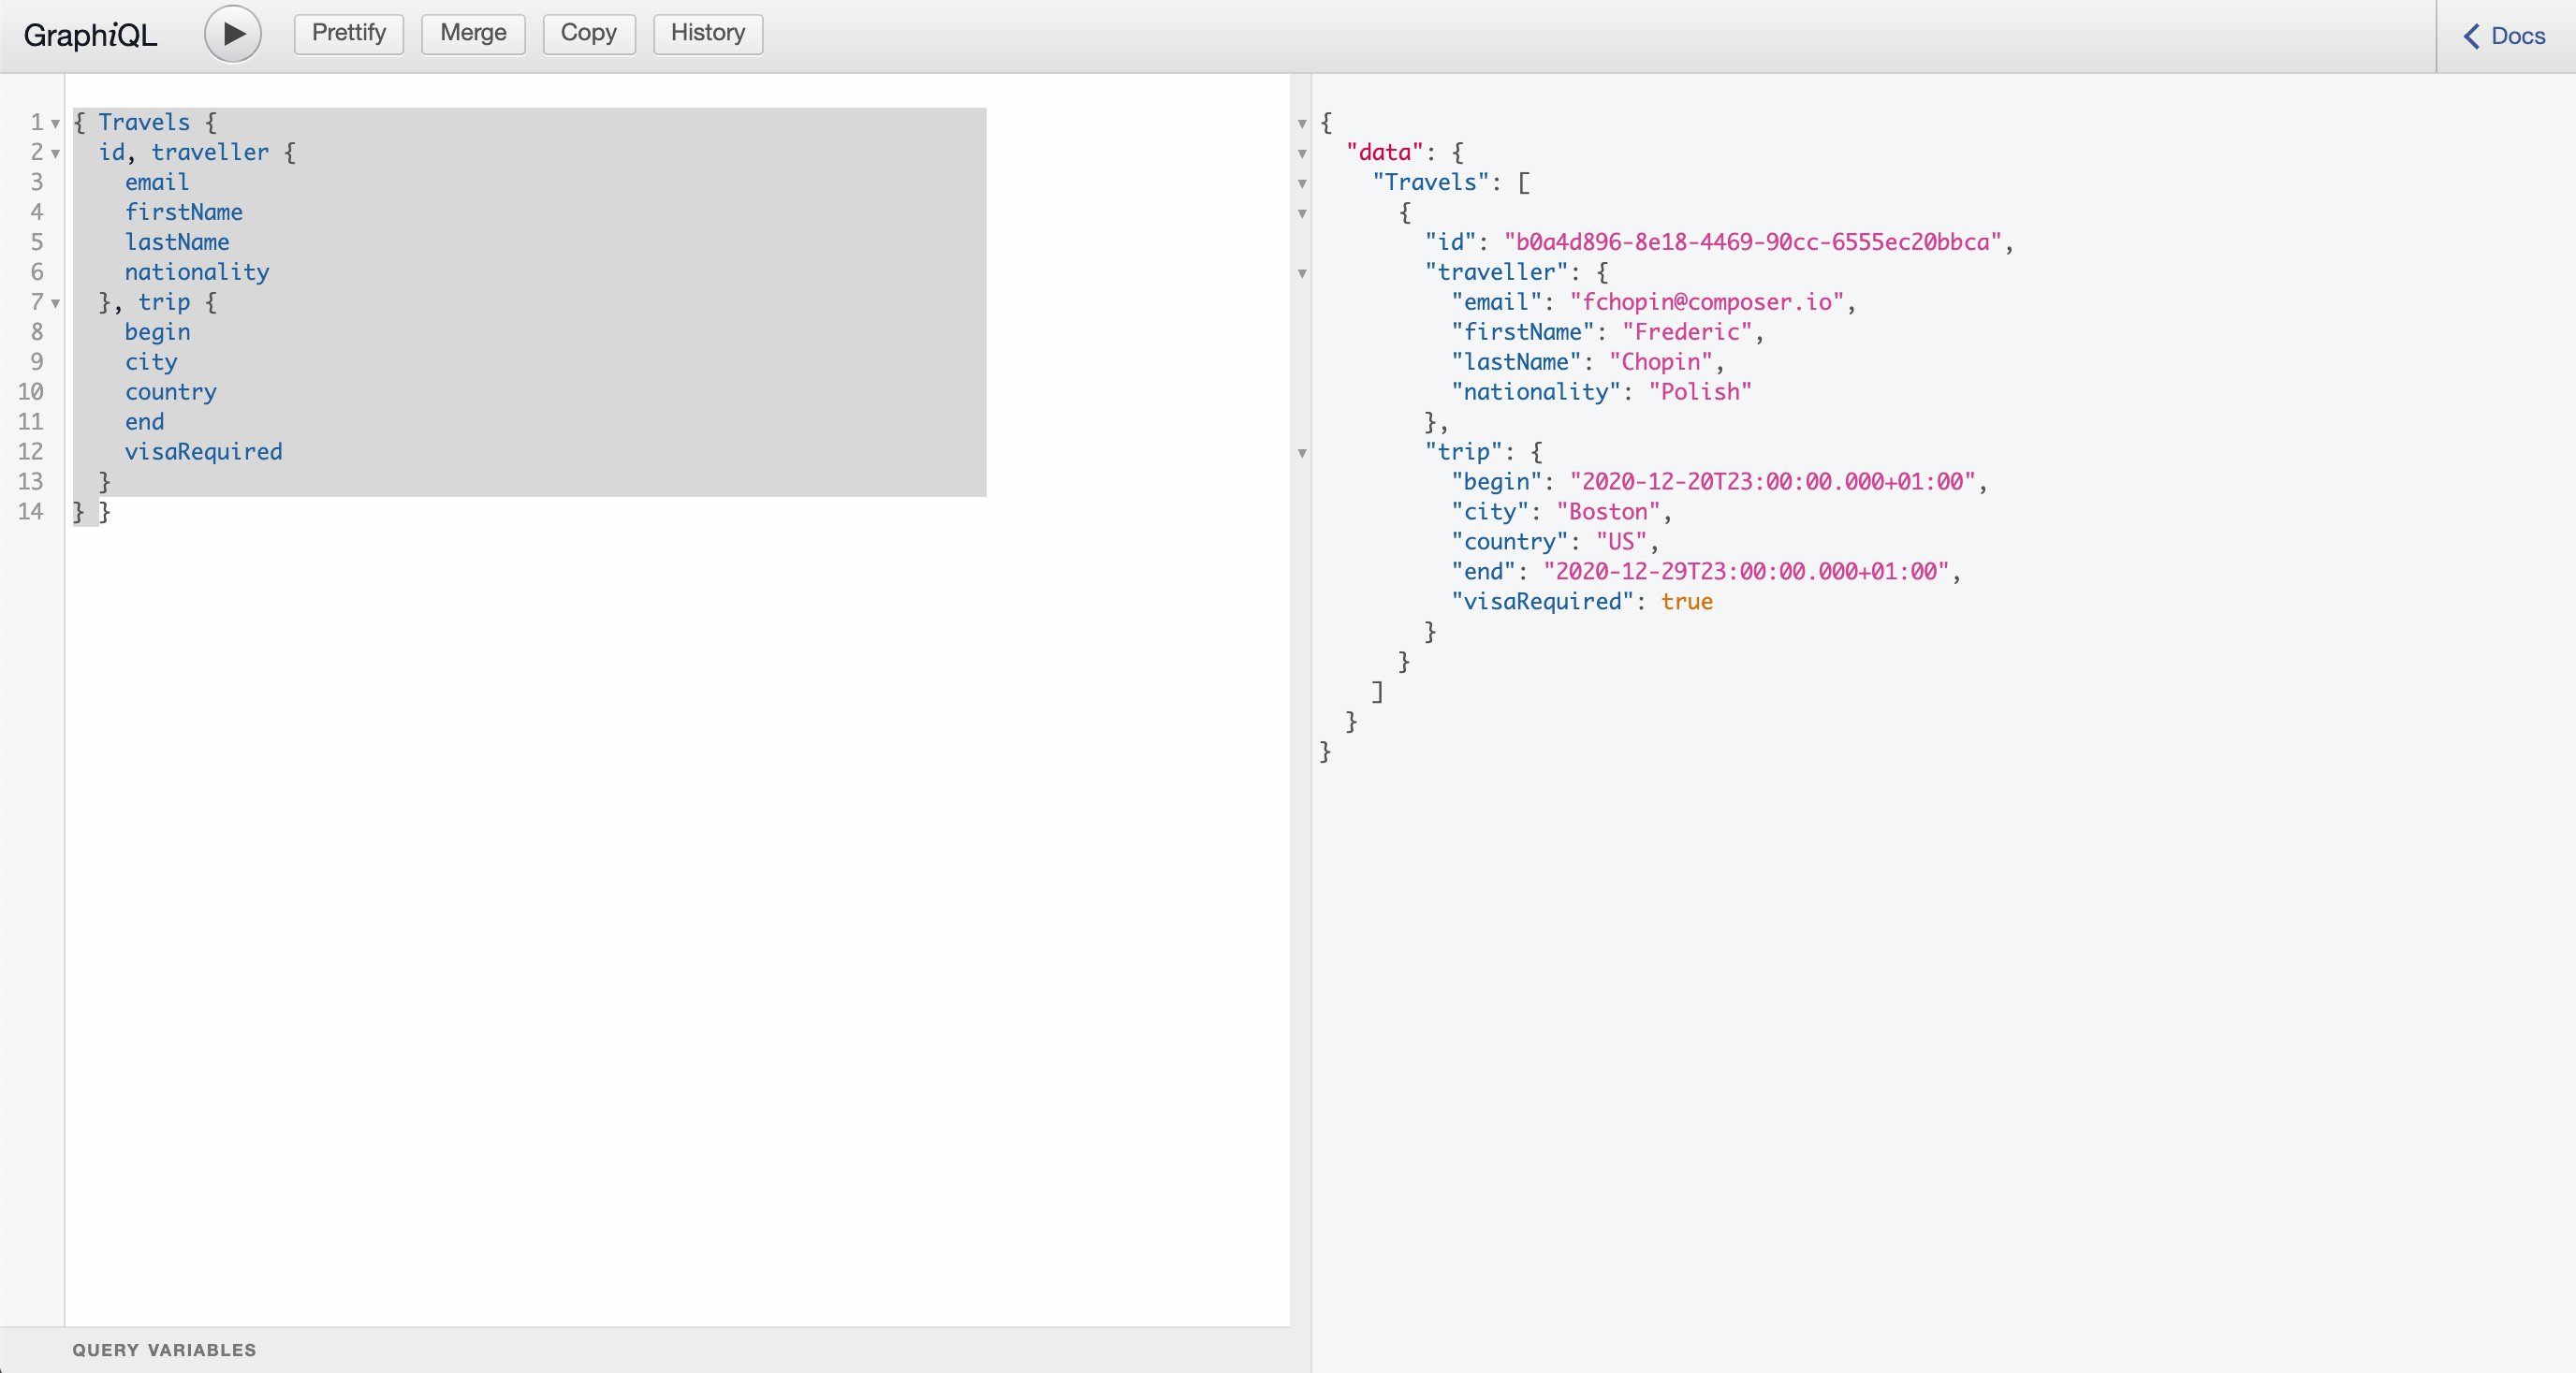 GraphiQL
Prettify
Merge
Copy
History
Docs
1 { Travels {
2   id, traveller {
3     email
4     firstName
5     lastName
6     nationality
7   }, trip {
8     begin
9     city
10     country
11     end
12     visaRequired
13   }
14 } }
QUERY VARIABLES
{
  "data": {
    "Travels": [
      {
        "id": "b0a4d896-8e18-4469-90cc-6555ec20bbca",
        "traveller": {
          "email": "fchopin@composer.io",
          "firstName": "Frederic",
          "lastName": "Chopin",
          "nationality": "Polish"
        },
        "trip": {
          "begin": "2020-12-20T23:00:00.000+01:00",
          "city": "Boston",
          "country": "US",
          "end": "2020-12-29T23:00:00.000+01:00",
          "visaRequired": true
        }
      }
    ]
  }
}